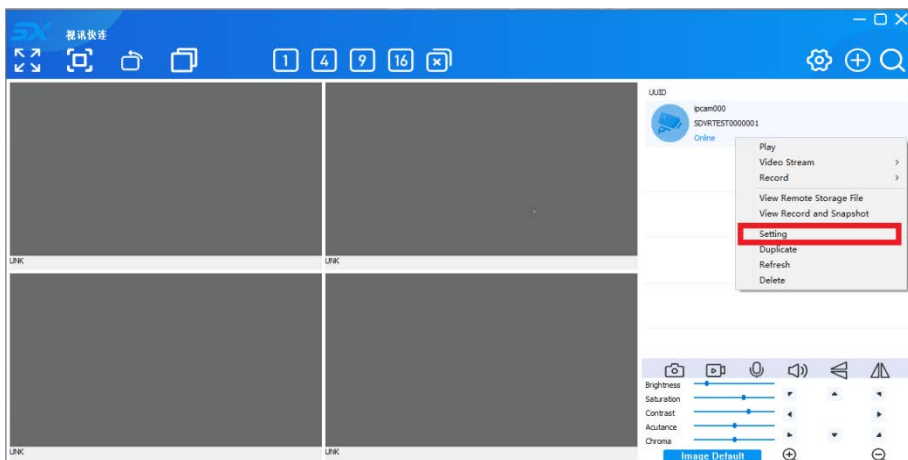 SX 视讯快连
1 4 9 16
UUID
ipcam000
SDVRTEST0000001
Online
Play
Video Stream
Record
View Remote Storage File
View Record and Snapshot
Setting
Duplicate
Refresh
Delete
UNK UNK
UNK UNK
Brightness
Saturation
Contrast
Acutance
Chroma
Image Default